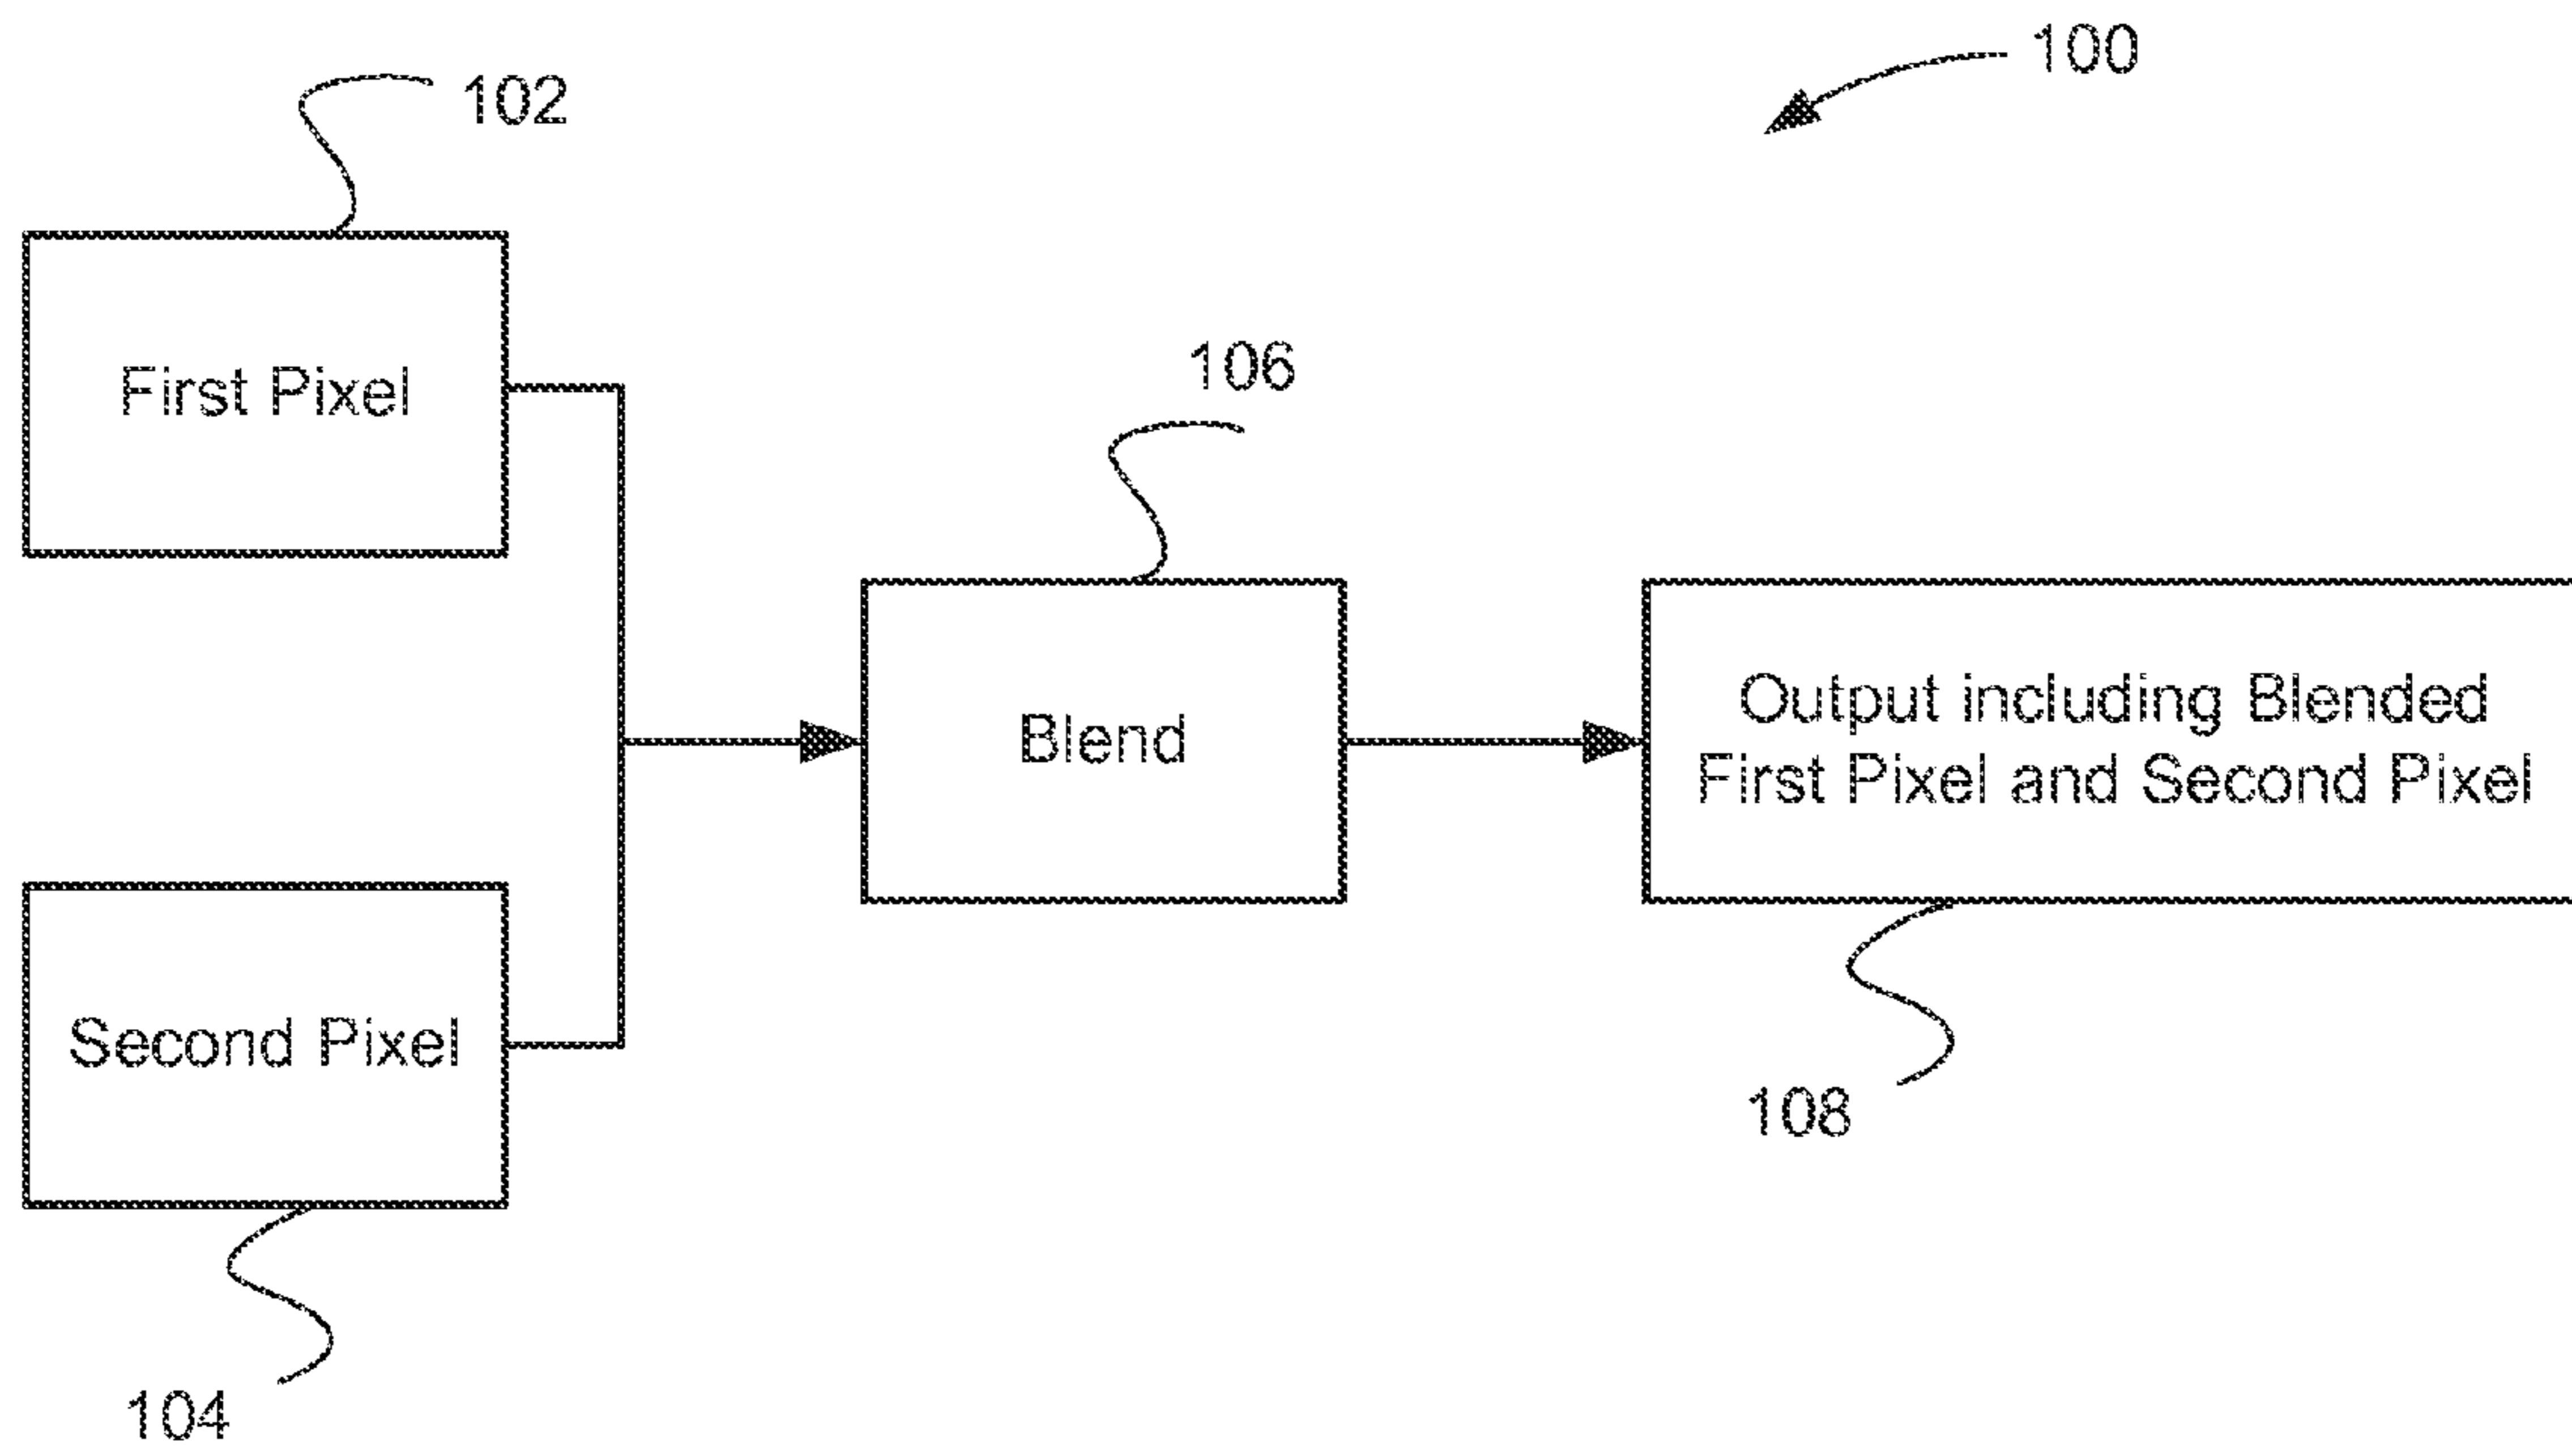 100
102
First Pixel
106
Blend
Output including Blended
First Pixel and Second Pixel
Second Pixel
108
104